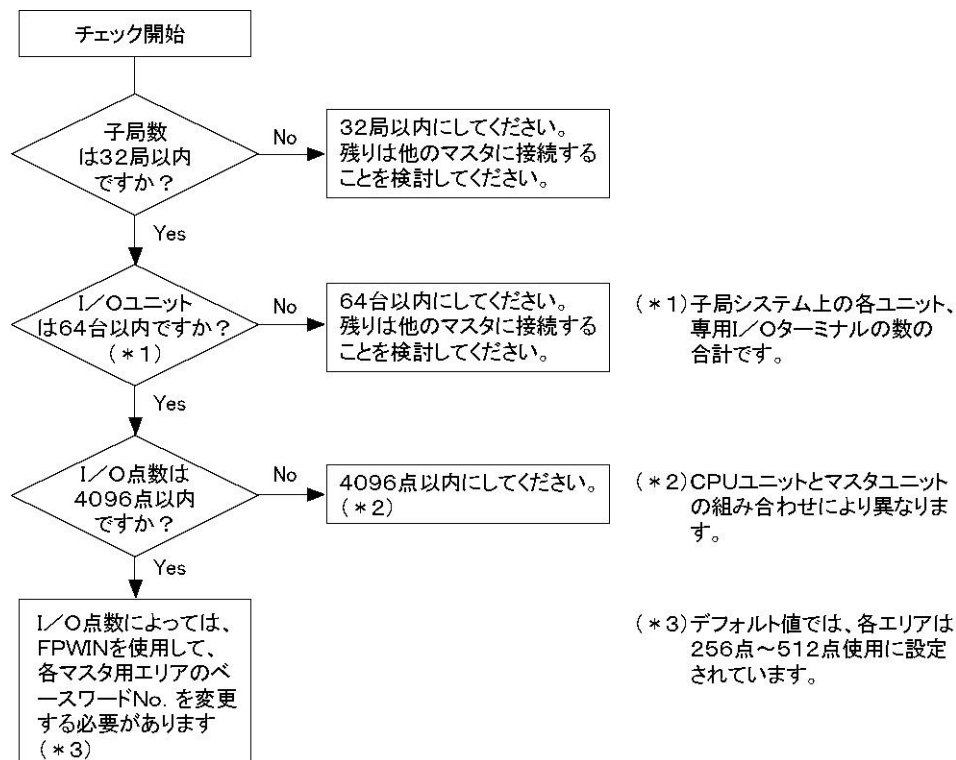 チェック開始
子局数
は32局以内
ですか？
No
32局以内にしてください。
残りは他のマスタに接続する
ことを検討してください。
Yes
I／Oユニット
は64台以内ですか？
（＊1）
No
64台以内にしてください。
残りは他のマスタに接続する
ことを検討してください。
（＊1）子局システム上の各ユニット、
専用I／Oターミナルの数の
合計です。
Yes
I／O点数は
4096点以内
ですか？
No
4096点以内にしてください。
（＊2）
（＊2）CPUユニットとマスタユニット
の組み合わせにより異なりま
す。
Yes
I／O点数によっては、
FPWINを使用して、
各マスタ用エリアのベ
ースワードNo．を変更
する必要があります
（＊3）
（＊3）デフォルト値では、各エリアは
256点～512点使用に設定
されています。